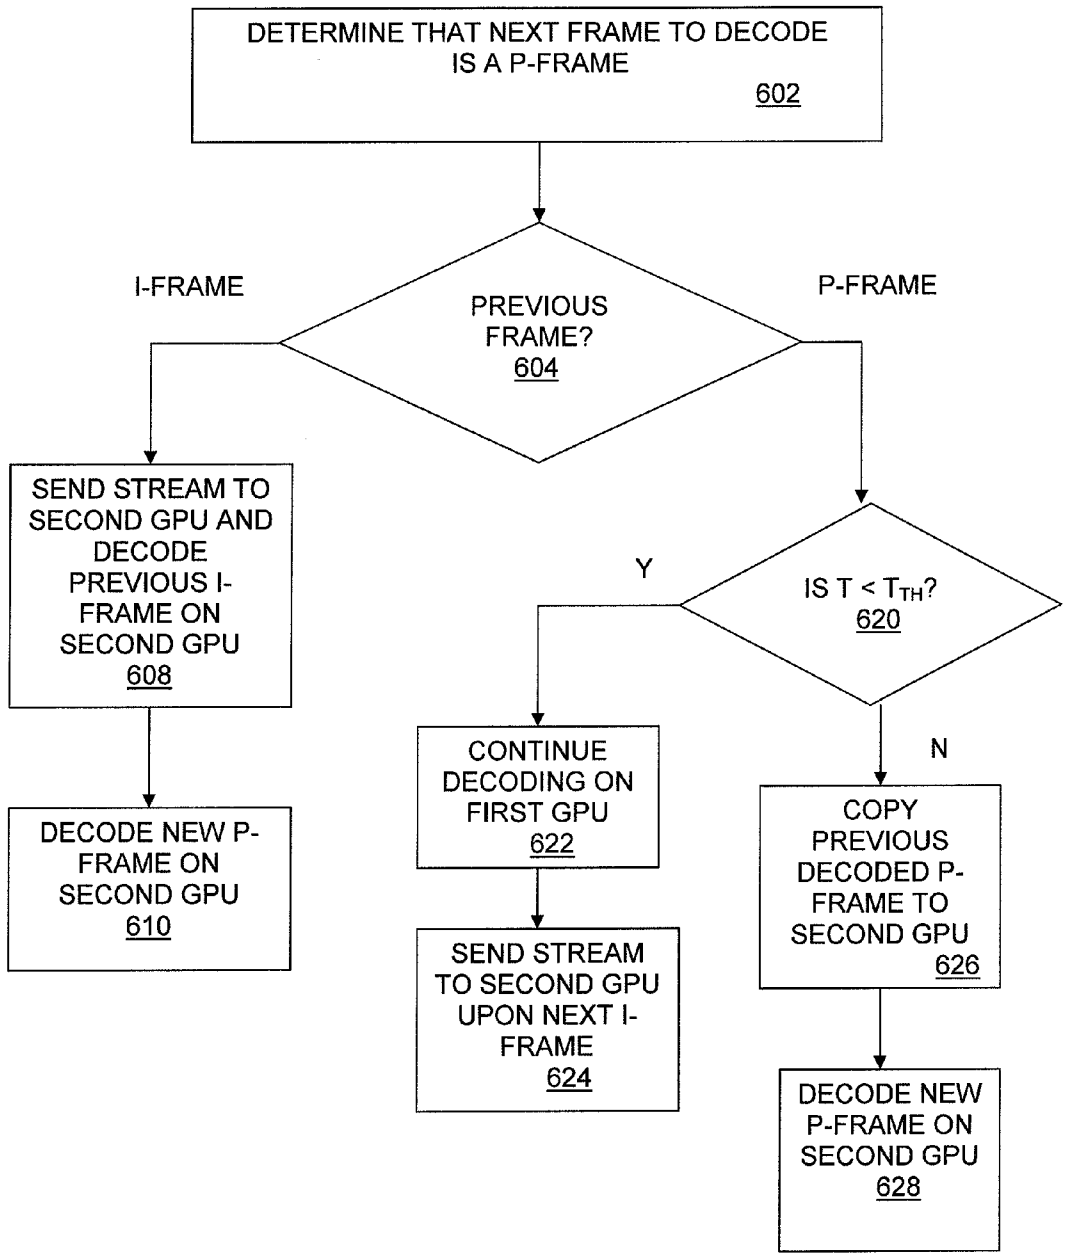 DETERMINE THAT NEXT FRAME TO DECODE
IS A P-FRAME
602
I-FRAME
P-FRAME
PREVIOUS
FRAME?
604
SEND STREAM TO
SECOND GPU AND
DECODE
PREVIOUS I-
FRAME ON
SECOND GPU
608
DECODE NEW P-
FRAME ON
SECOND GPU
610
IS T < TTH?
620
Y
N
CONTINUE
DECODING ON
FIRST GPU
622
SEND STREAM
TO SECOND GPU
UPON NEXT I-
FRAME
624
COPY
PREVIOUS
DECODED P-
FRAME TO
SECOND GPU
626
DECODE NEW
P-FRAME ON
SECOND GPU
628